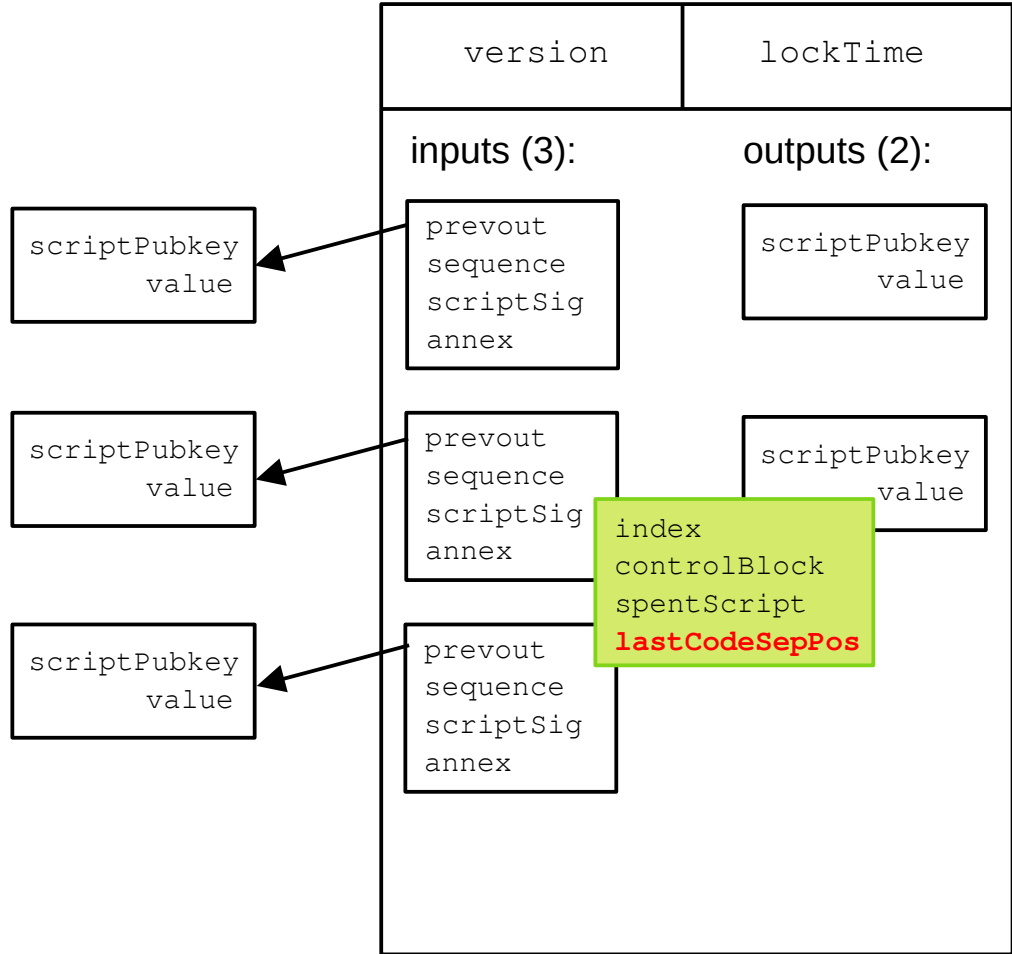 version
lockTime
inputs (3):
outputs (2):
scriptPubkey
value
prevout
sequence
scriptSig
annex
scriptPubkey
value
scriptPubkey
value
prevout
sequence
scriptSig
annex
scriptPubkey
value
index
controlBlock
spentScript
lastCodeSepPos
scriptPubkey
value
prevout
sequence
scriptSig
annex